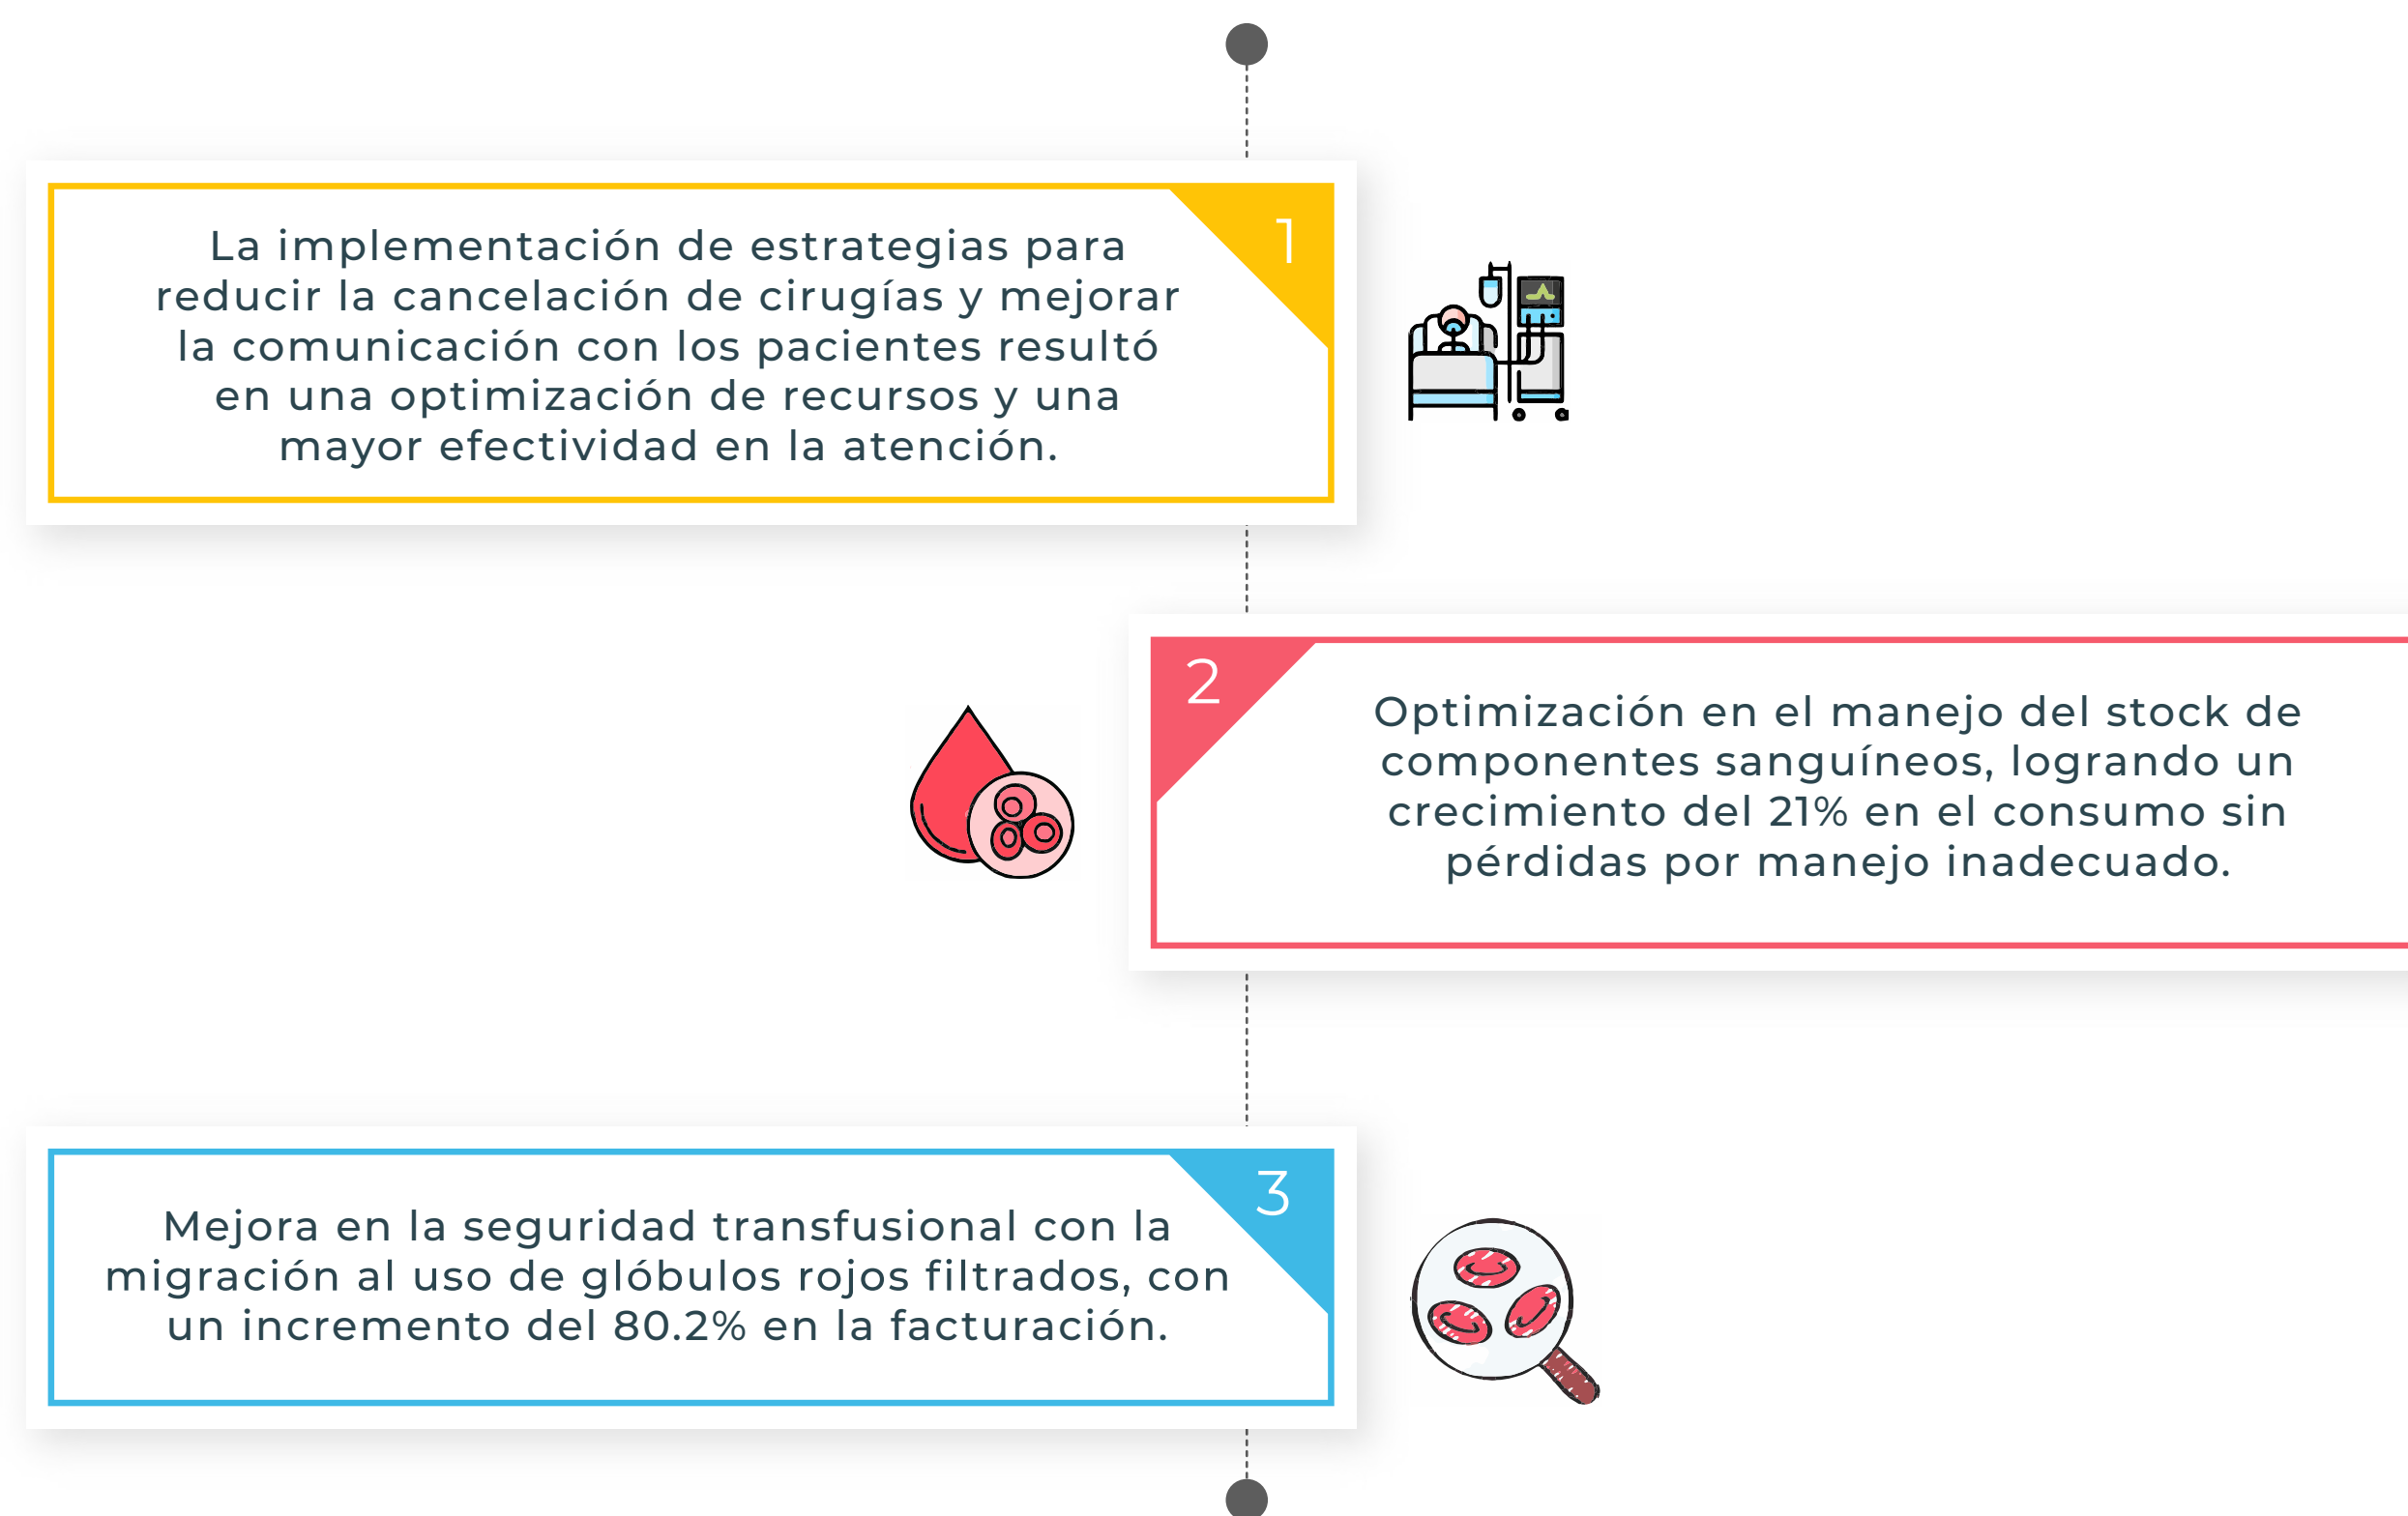 1
La implementación de estrategias para
reducir la cancelación de cirugías y mejorar
la comunicación con los pacientes resultó
en una optimización de recursos y una
mayor efectividad en la atención.
2
Optimización en el manejo del stock de
componentes sanguíneos, logrando un
crecimiento del 21% en el consumo sin
pérdidas por manejo inadecuado.
3
Mejora en la seguridad transfusional con la
migración al uso de glóbulos rojos filtrados, con
un incremento del 80.2% en la facturación.